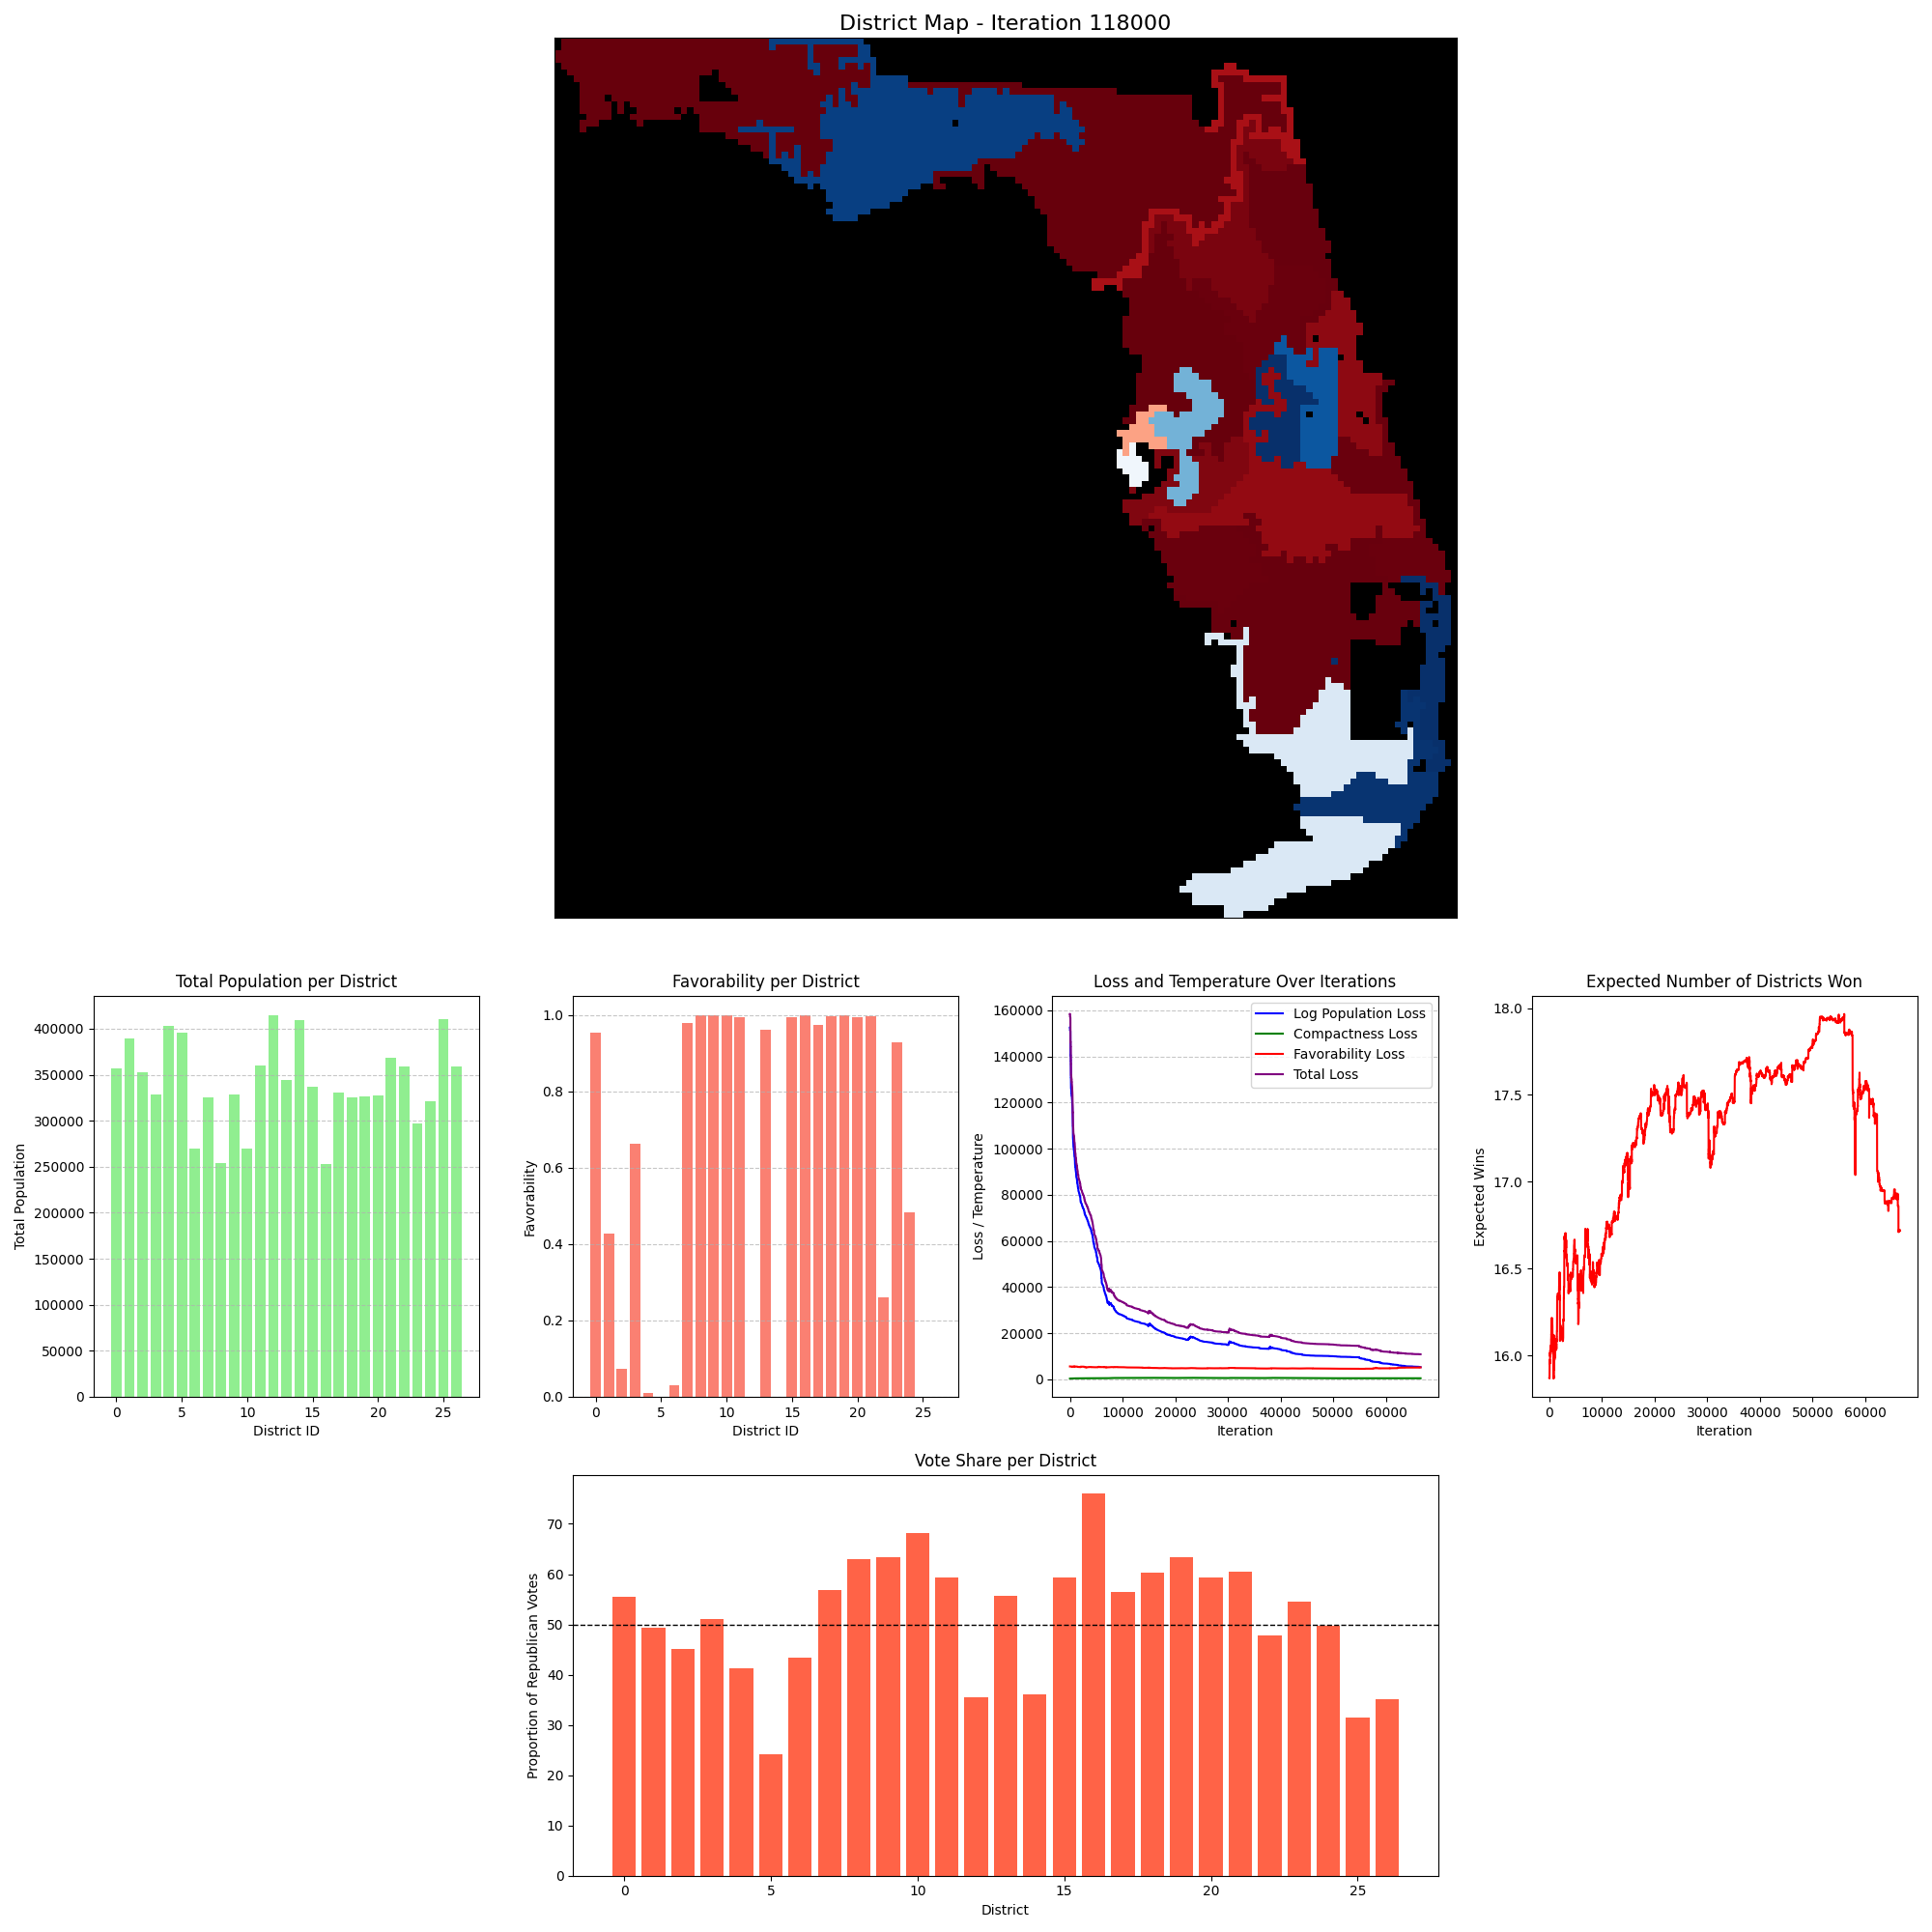 District Map - Iteration 118000
Total Population per District
Total Population
400000
350000
300000
250000
200000
150000
100000
50000
0
0 5 10 15 20 25
District ID
Favorability per District
Favorability
1.0
0.8
0.6
0.4
0.2
0.0
0 5 10 15 20 25
District ID
Loss and Temperature Over Iterations
Loss / Temperature
160000
140000
120000
100000
80000
60000
40000
20000
0
Log Population Loss
Compactness Loss
Favorability Loss
Total Loss
0 10000 20000 30000 40000 50000 60000
Iteration
Expected Number of Districts Won
Expected Wins
18.0
17.5
17.0
16.5
16.0
0 10000 20000 30000 40000 50000 60000
Iteration
Vote Share per District
Proportion of Republican Votes
70
60
50
40
30
20
10
0
0 5 10 15 20 25
District